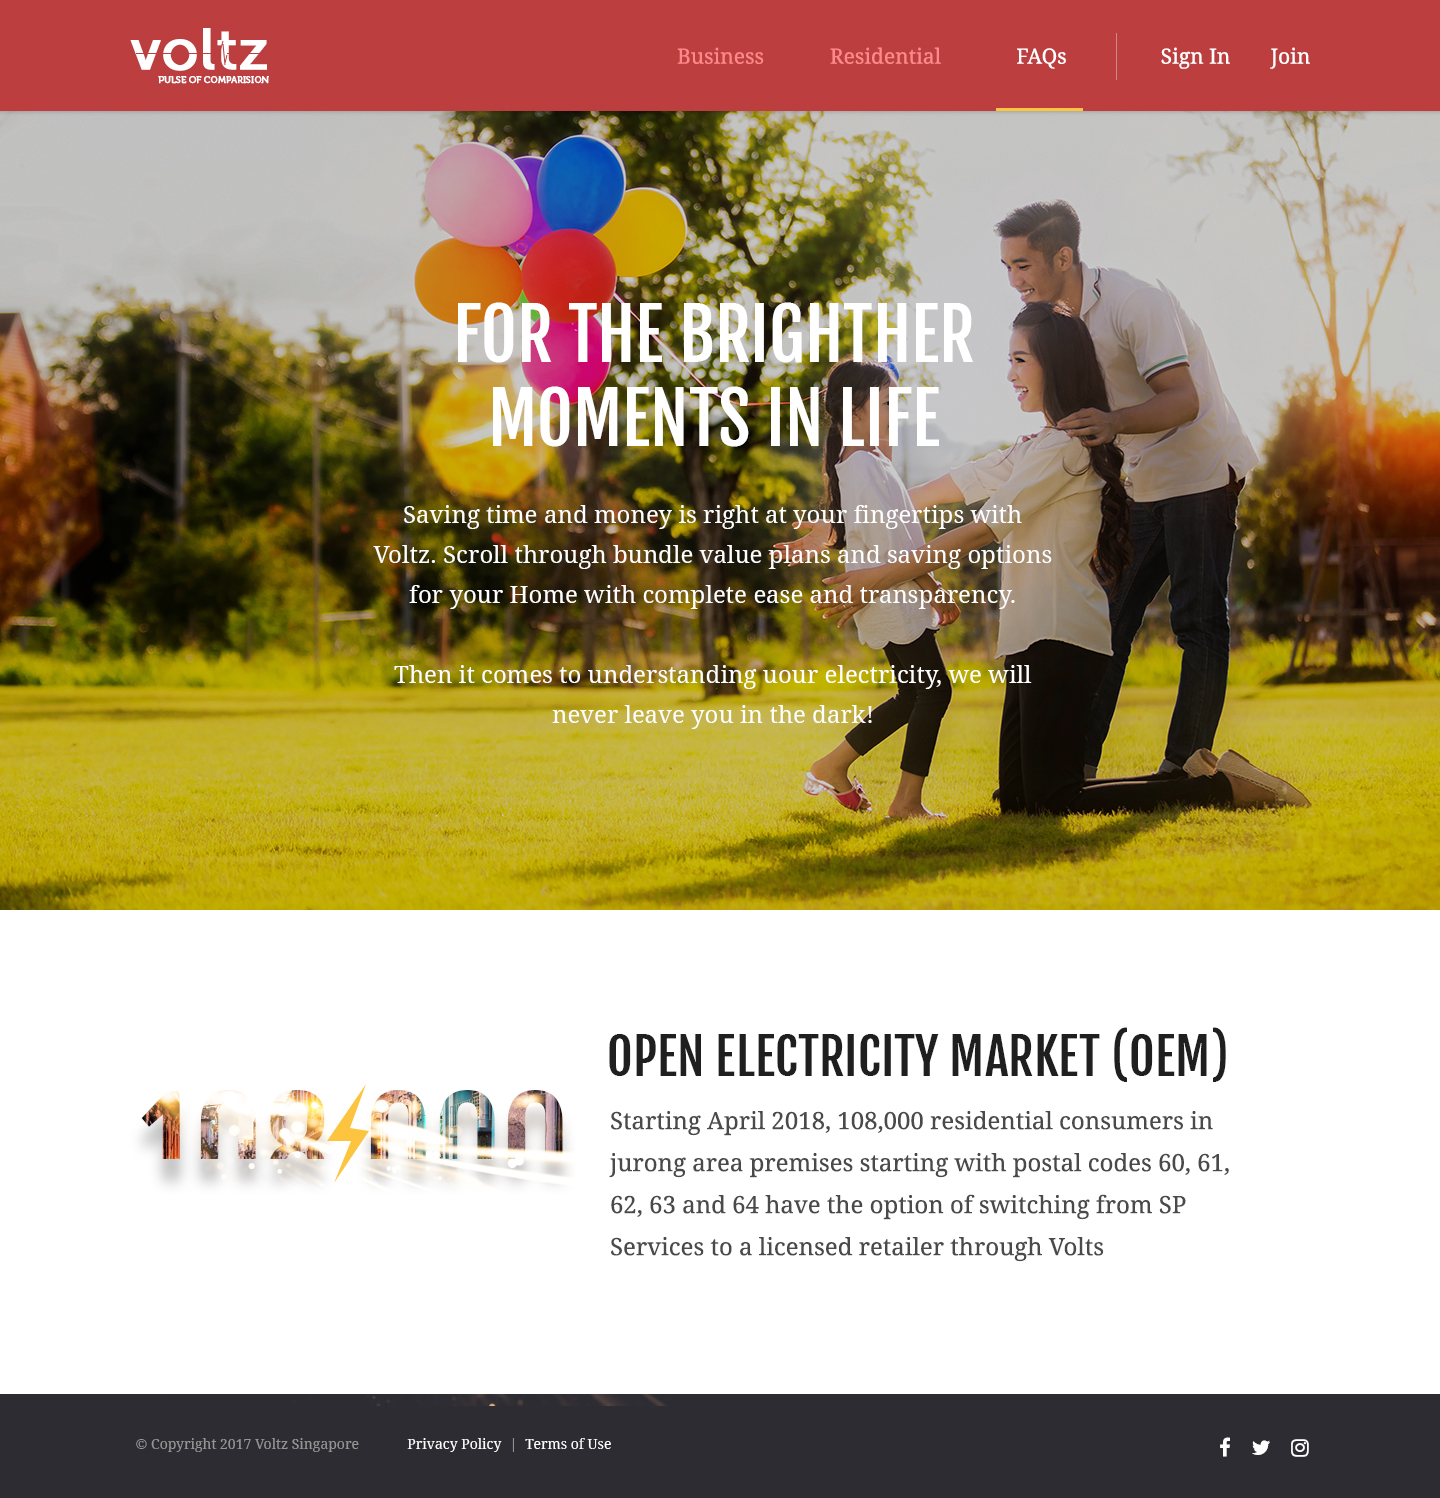 voltz
PULSE OF COMPARISION
Business Residential FAQs Sign In Join
FOR THE BRIGHTHER
MOMENTS IN LIFE
Saving time and money is right at your fingertips with
Voltz. Scroll through bundle value plans and saving options
for your Home with complete ease and transparency.
Then it comes to understanding uour electricity, we will
never leave you in the dark!
108,000
OPEN ELECTRICITY MARKET (OEM)
Starting April 2018, 108,000 residential consumers in
jurong area premises starting with postal codes 60, 61,
62, 63 and 64 have the option of switching from SP
Services to a licensed retailer through Volts
© Copyright 2017 Voltz Singapore Privacy Policy | Terms of Use